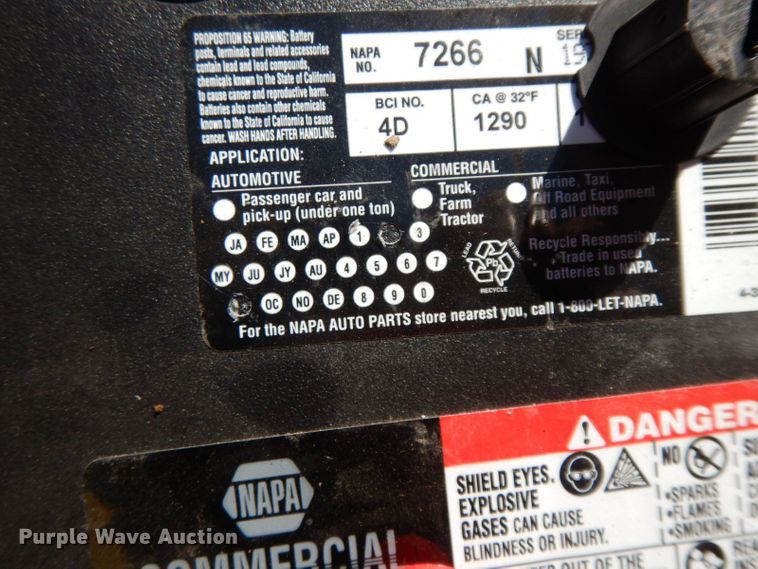 PROPOSITION 65 WARNING: Battery
posts, terminals and related accessories
contain lead and lead compounds,
chemicals known to the State of California
to cause cancer and reproductive harm.
Batteries also contain other chemicals
known to the State of California to cause
cancer. WASH HANDS AFTER HANDLING.
NAPA NO. 7266 N
BCI NO. CA @ 32°F
4D 1290
APPLICATION:
AUTOMOTIVE
Passenger car and
pick-up (under one ton)
COMMERCIAL
Truck,
Farm
Tractor
Marine, Taxi,
Off Road Equipment
and all others
JA FE MA AP 1 3
MY JU JY AU 4 5 6 7
OC NO DE 8 9 0
LEAD RETURN
Pb
RECYCLE
Recycle Responsibly...
Trade in used
batteries to NAPA.
For the NAPA AUTO PARTS store nearest you, call 1-800-LET-NAPA.
DANGER
SHIELD EYES.
EXPLOSIVE
GASES CAN CAUSE
BLINDNESS OR INJURY.
NO
•SPARKS
•FLAMES
•SMOKING
NAPA
COMMERCIAL
OUT OF THE
Purple Wave Auction